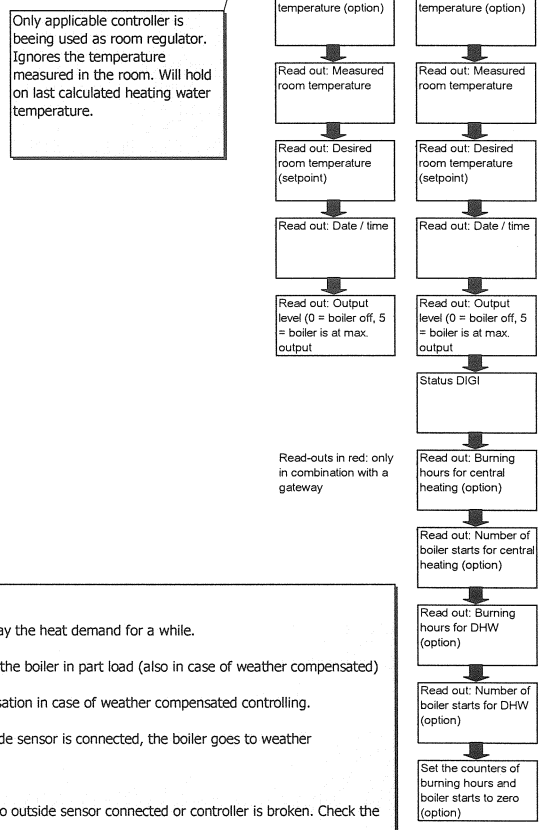 Only applicable controller is
beeing used as room regulator.
Ignores the temperature
measured in the room. Will hold
on last calculated heating water
temperature.
temperature (option)
Read out: Measured
room temperature
Read out: Desired
room temperature
(setpoint)
Read out: Date / time
Read out: Output
level (0 = boiler off, 5
= boiler is at max.
output
Read-outs in red: only
in combination with a
gateway
temperature (option)
Read out: Measured
room temperature
Read out: Desired
room temperature
(setpoint)
Read out: Date / time
Read out: Output
level (0 = boiler off, 5
= boiler is at max.
output
Status DIGI
Read out: Burning
hours for central
heating (option)
Read out: Number of
boiler starts for central
heating (option)
Read out: Burning
hours for DHW
(option)
Read out: Number of
boiler starts for DHW
(option)
Set the counters of
burning hours and
boiler starts to zero
(option)
ay the heat demand for a while.
the boiler in part load (also in case of weather compensated)
sation in case of weather compensated controlling.
de sensor is connected, the boiler goes to weather
o outside sensor connected or controller is broken. Check the